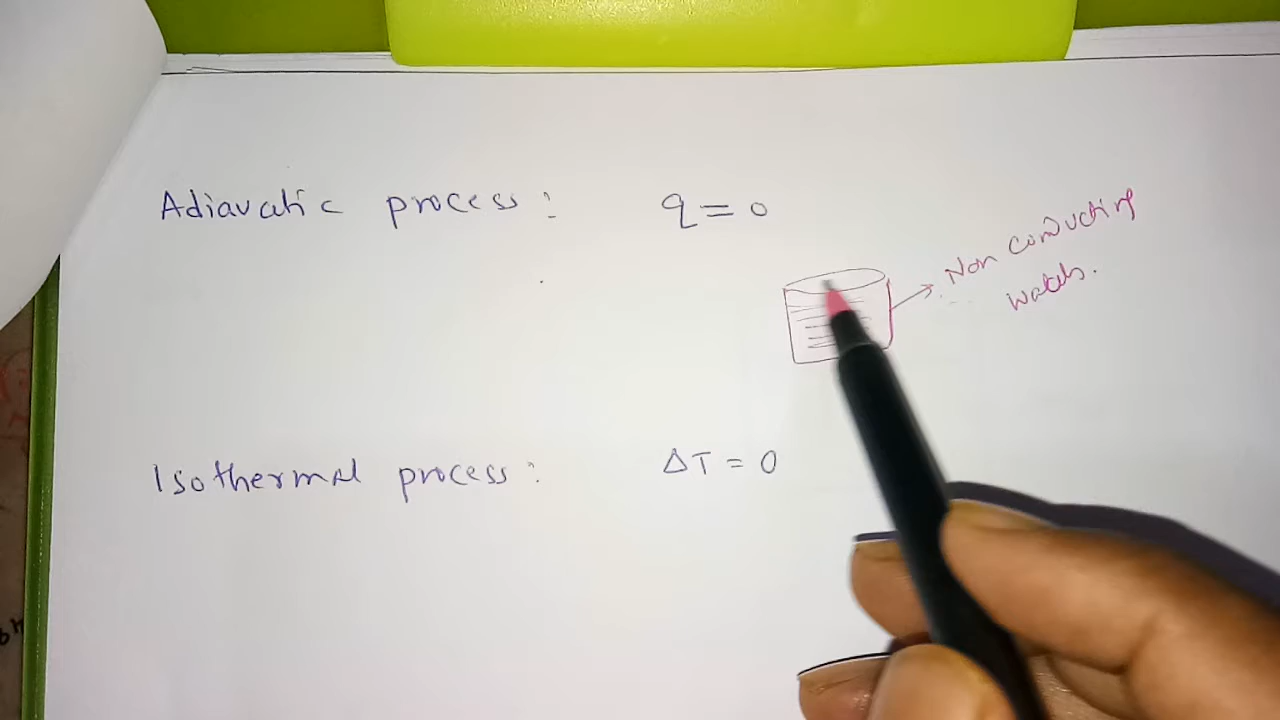 Adiavatic process: q = 0
Non conducting
walls.
Isothermal process: ΔT = 0